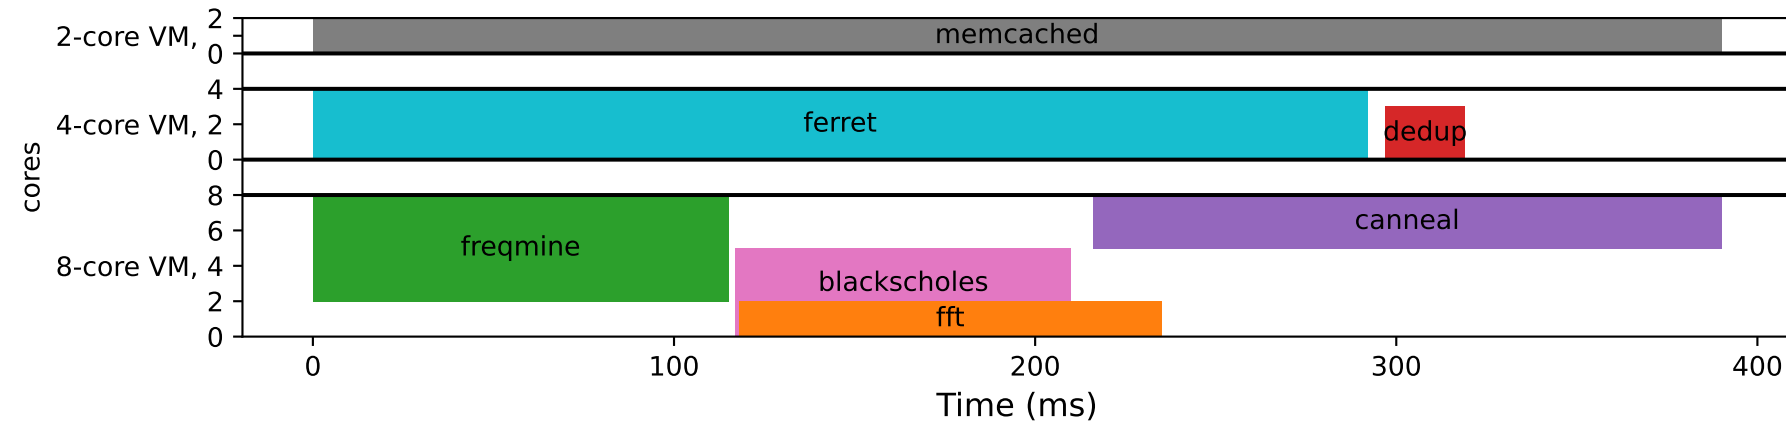 2-core VM,
2
0
memcached
4-core VM,
4
2
0
ferret
dedup
cores
8-core VM,
8
6
4
2
0
freqmine
blackscholes
fft
canneal
0 100 200 300 400
Time (ms)